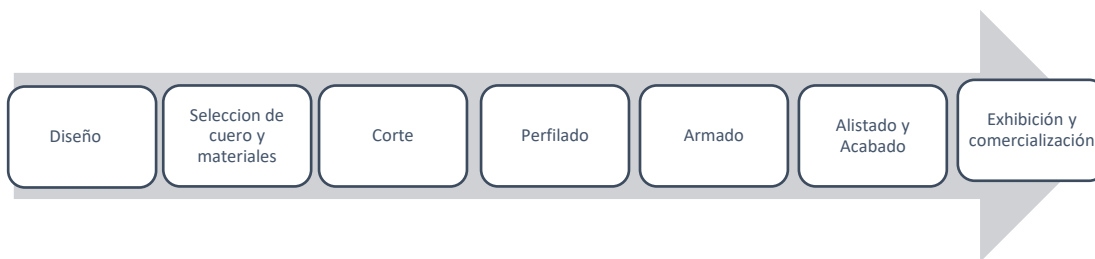 Diseño
Seleccion de
cuero y
materiales
Corte
Perfilado
Armado
Alistado y
Acabado
Exhibición y
comercialización